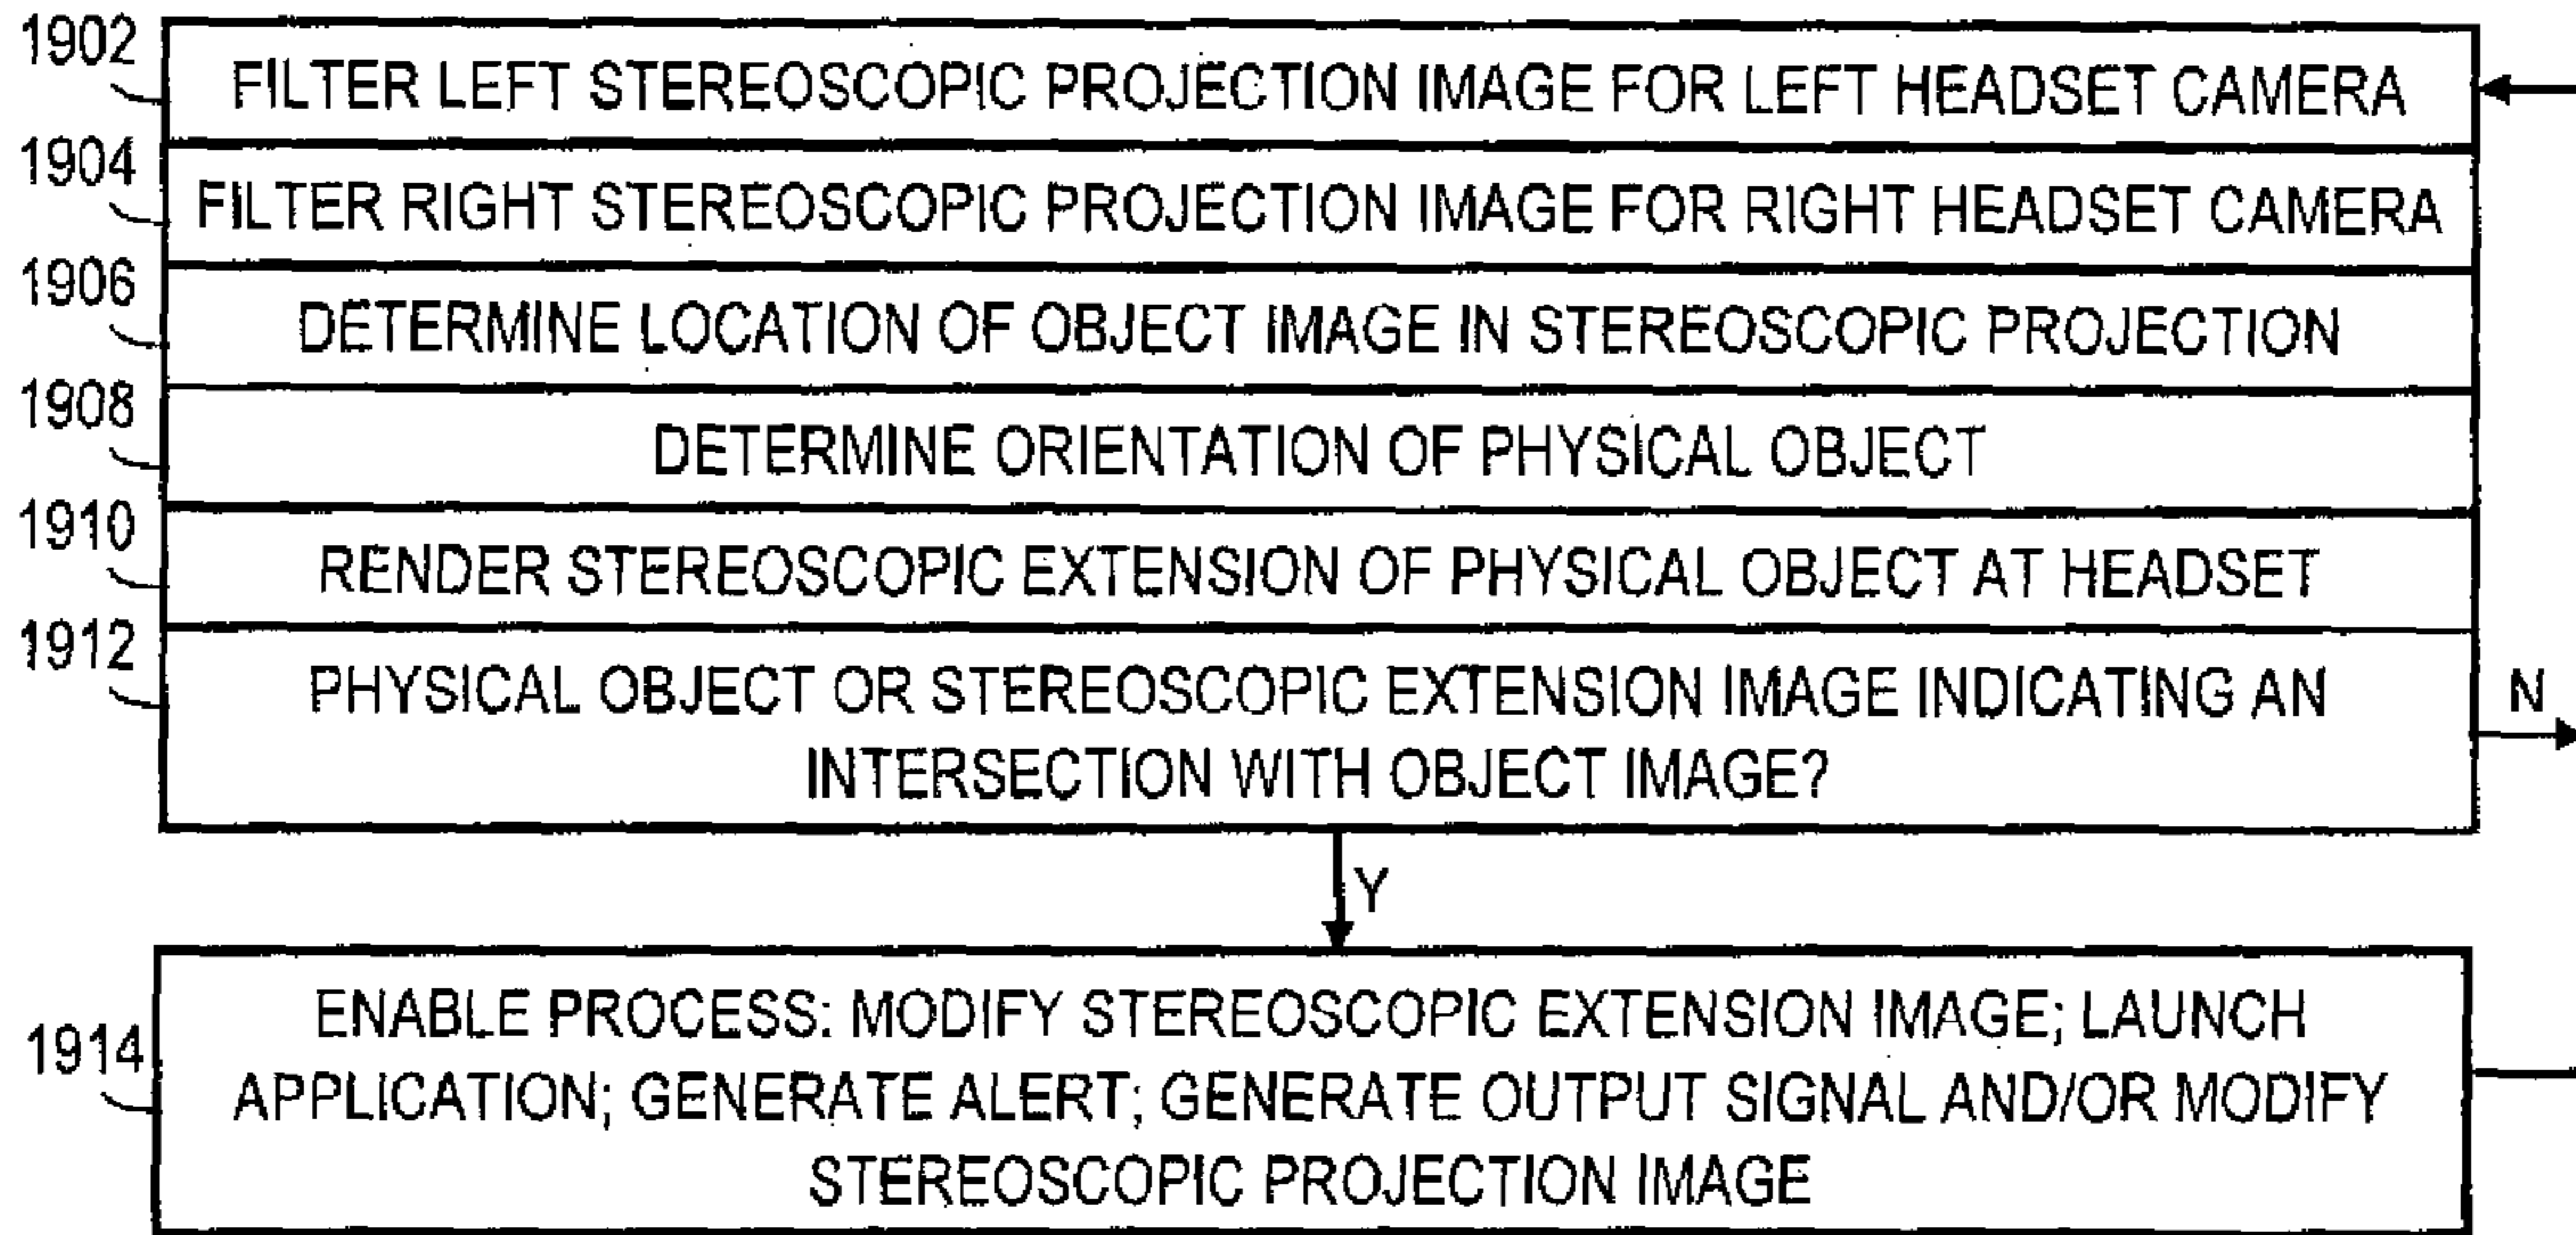 1902
FILTER LEFT STEREOSCOPIC PROJECTION IMAGE FOR LEFT HEADSET CAMERA
1904
FILTER RIGHT STEREOSCOPIC PROJECTION IMAGE FOR RIGHT HEADSET CAMERA
1906
DETERMINE LOCATION OF OBJECT IMAGE IN STEREOSCOPIC PROJECTION
1908
DETERMINE ORIENTATION OF PHYSICAL OBJECT
1910
RENDER STEREOSCOPIC EXTENSION OF PHYSICAL OBJECT AT HEADSET
1912
PHYSICAL OBJECT OR STEREOSCOPIC EXTENSION IMAGE INDICATING AN
INTERSECTION WITH OBJECT IMAGE?
N
Y
1914
ENABLE PROCESS: MODIFY STEREOSCOPIC EXTENSION IMAGE; LAUNCH
APPLICATION; GENERATE ALERT; GENERATE OUTPUT SIGNAL AND/OR MODIFY
STEREOSCOPIC PROJECTION IMAGE